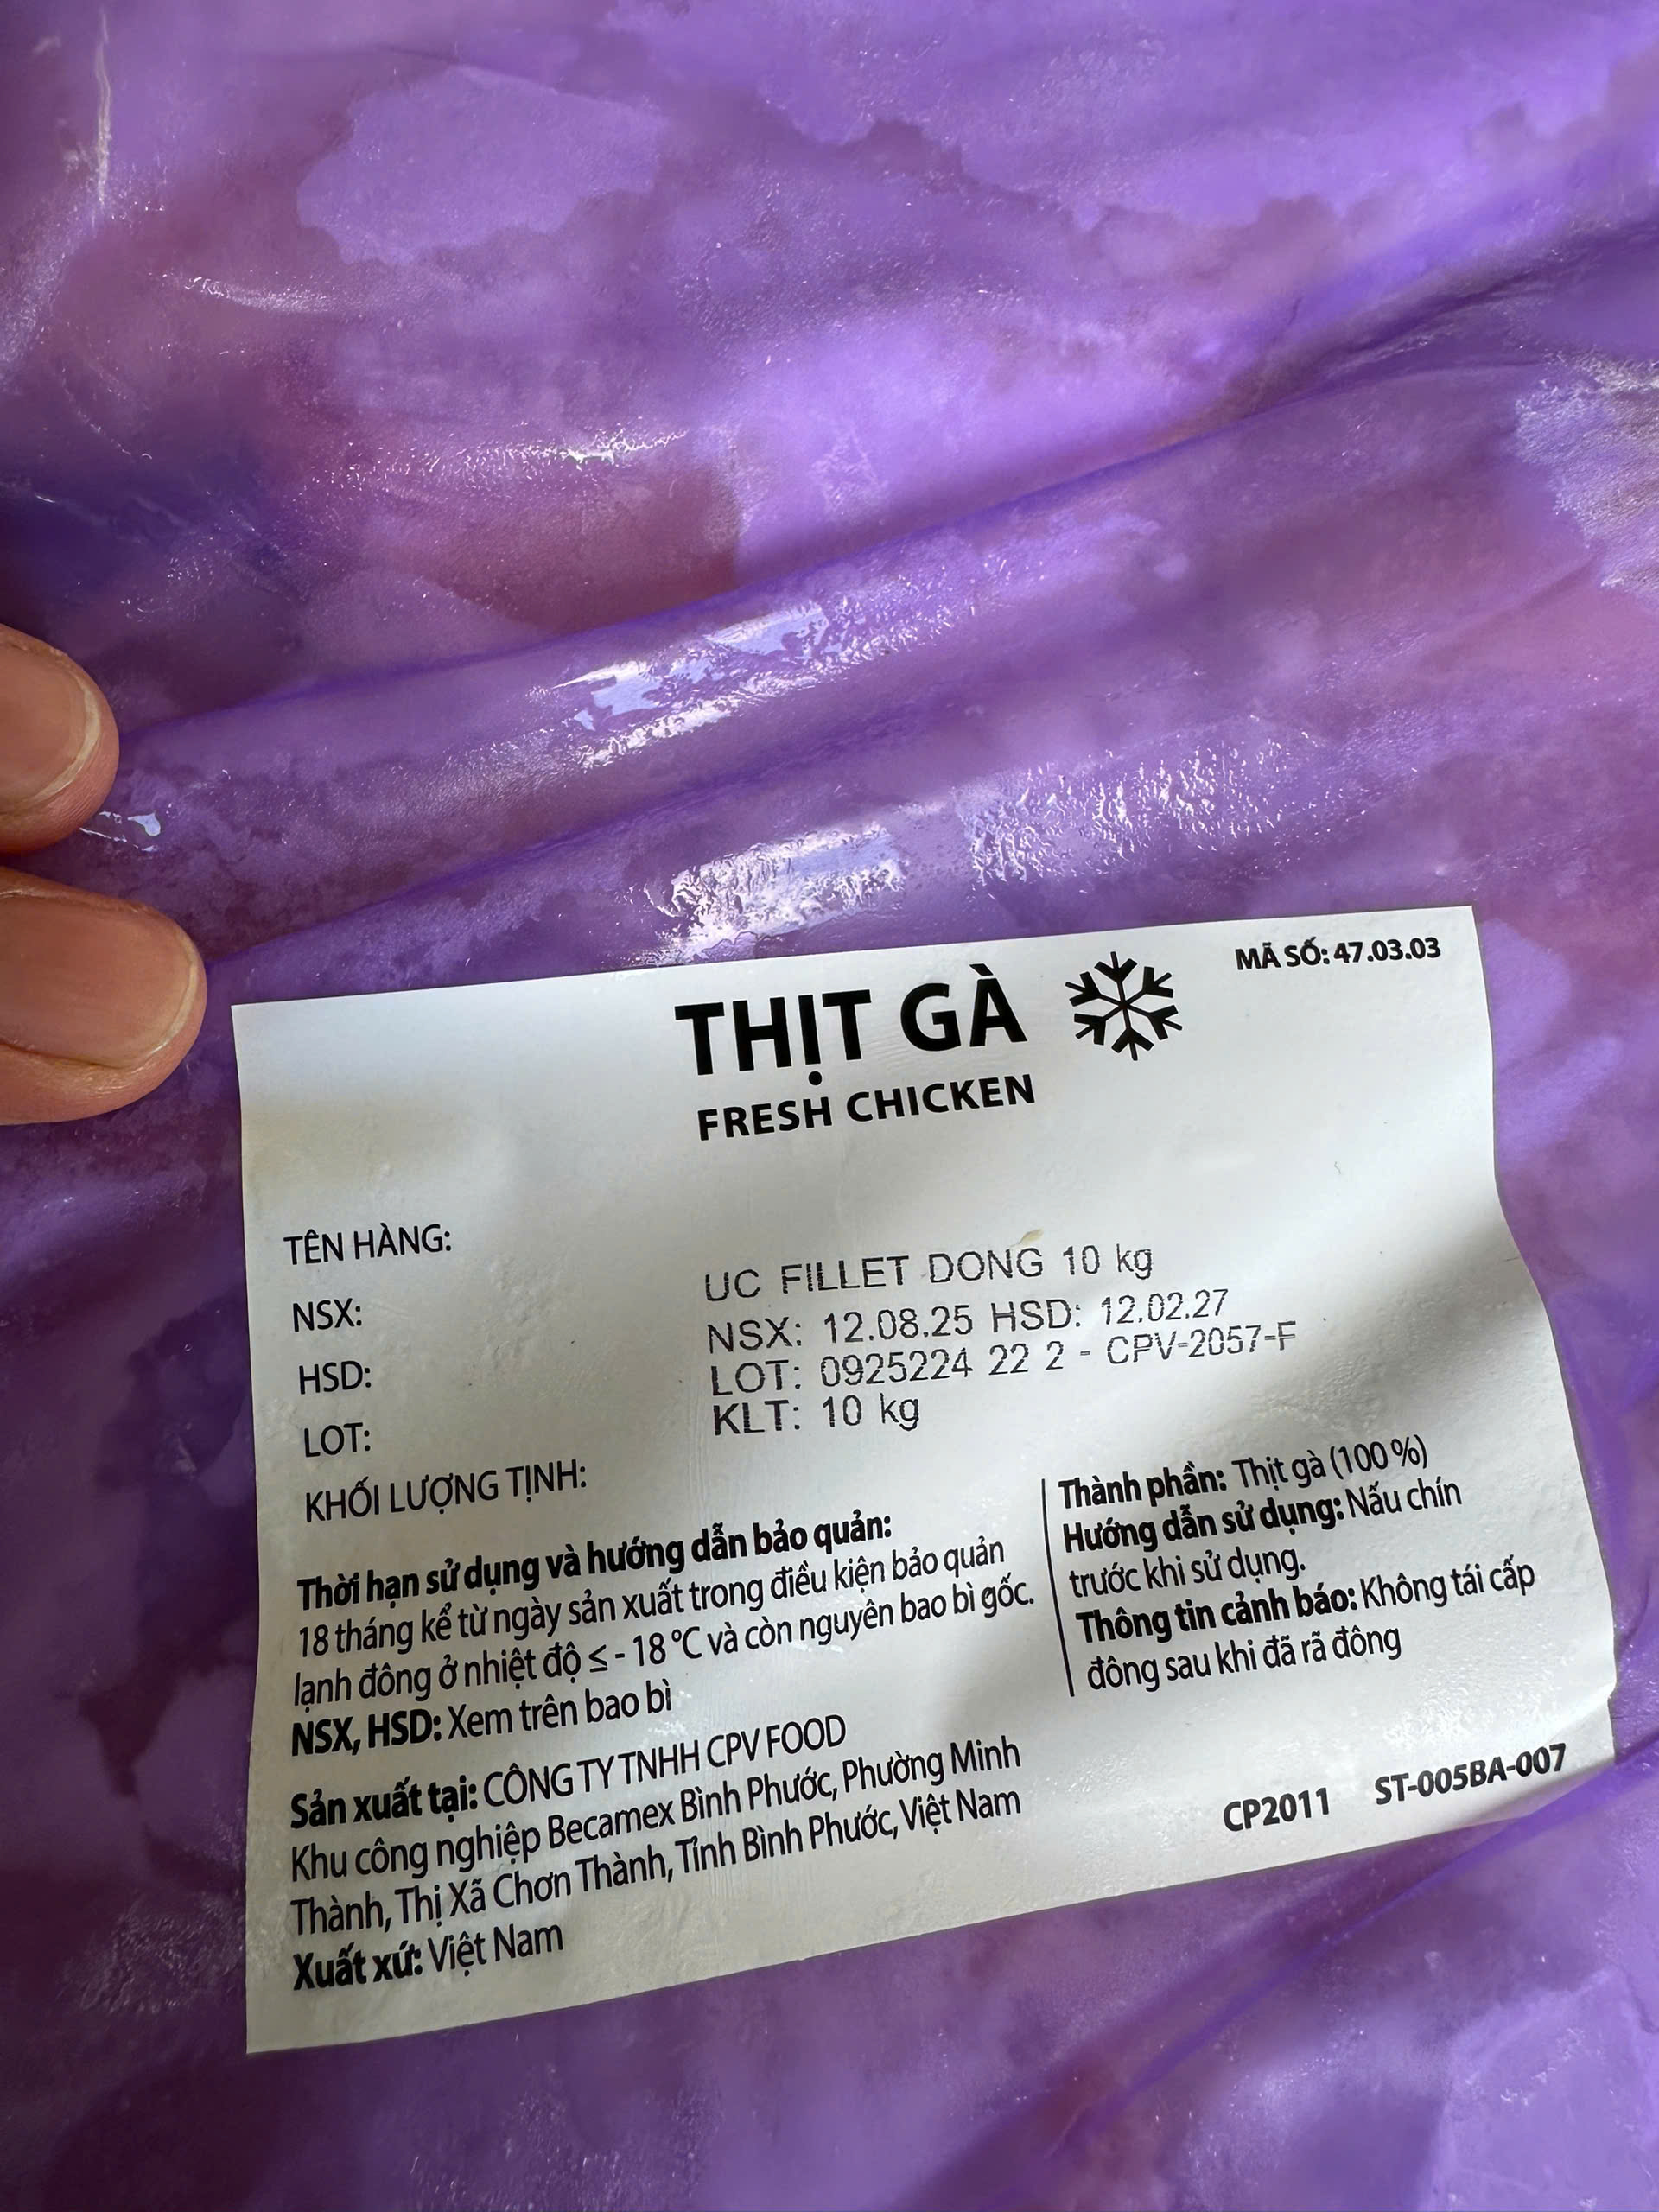 MÃ SỐ: 47.03.03
THỊT GÀ
FRESH CHICKEN
TÊN HÀNG:
UC FILLET DONG 10 kg
NSX:
NSX: 12.08.25 HSD: 12.02.27
HSD:
LOT: 0925224 22 2 - CPV-2057-F
LOT:
KLT: 10 kg
KHỐI LƯỢNG TỊNH:
Thời hạn sử dụng và hướng dẫn bảo quản:
18 tháng kể từ ngày sản xuất trong điều kiện bảo quản
lạnh đông ở nhiệt độ ≤ - 18 °C và còn nguyên bao bì gốc.
NSX, HSD: Xem trên bao bì
Sản xuất tại: CÔNG TY TNHH CPV FOOD
Khu công nghiệp Becamex Bình Phước, Phường Minh
Thành, Thị Xã Chơn Thành, Tỉnh Bình Phước, Việt Nam
Xuất xứ: Việt Nam
Thành phần: Thịt gà (100 %)
Hướng dẫn sử dụng: Nấu chín
trước khi sử dụng.
Thông tin cảnh báo: Không tái cấp
đông sau khi đã rã đông
CP2011 ST-005BA-007